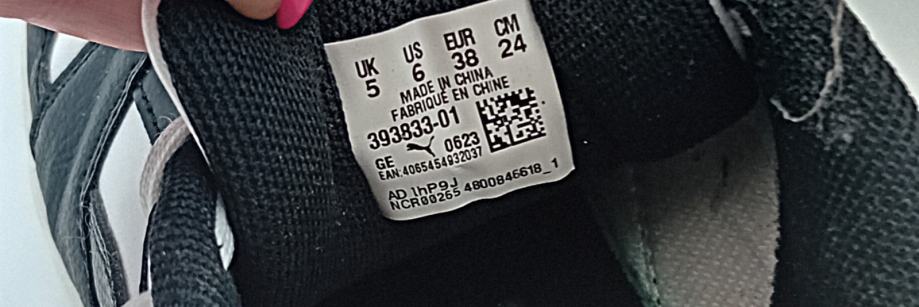 UK US EUR CM
5 6 38 24
MADE IN CHINA
FABRIQUÉ EN CHINE
393833-01
GE 0623
EAN:4065454932037
AD lhP9J
NCR00265 4800846618_1